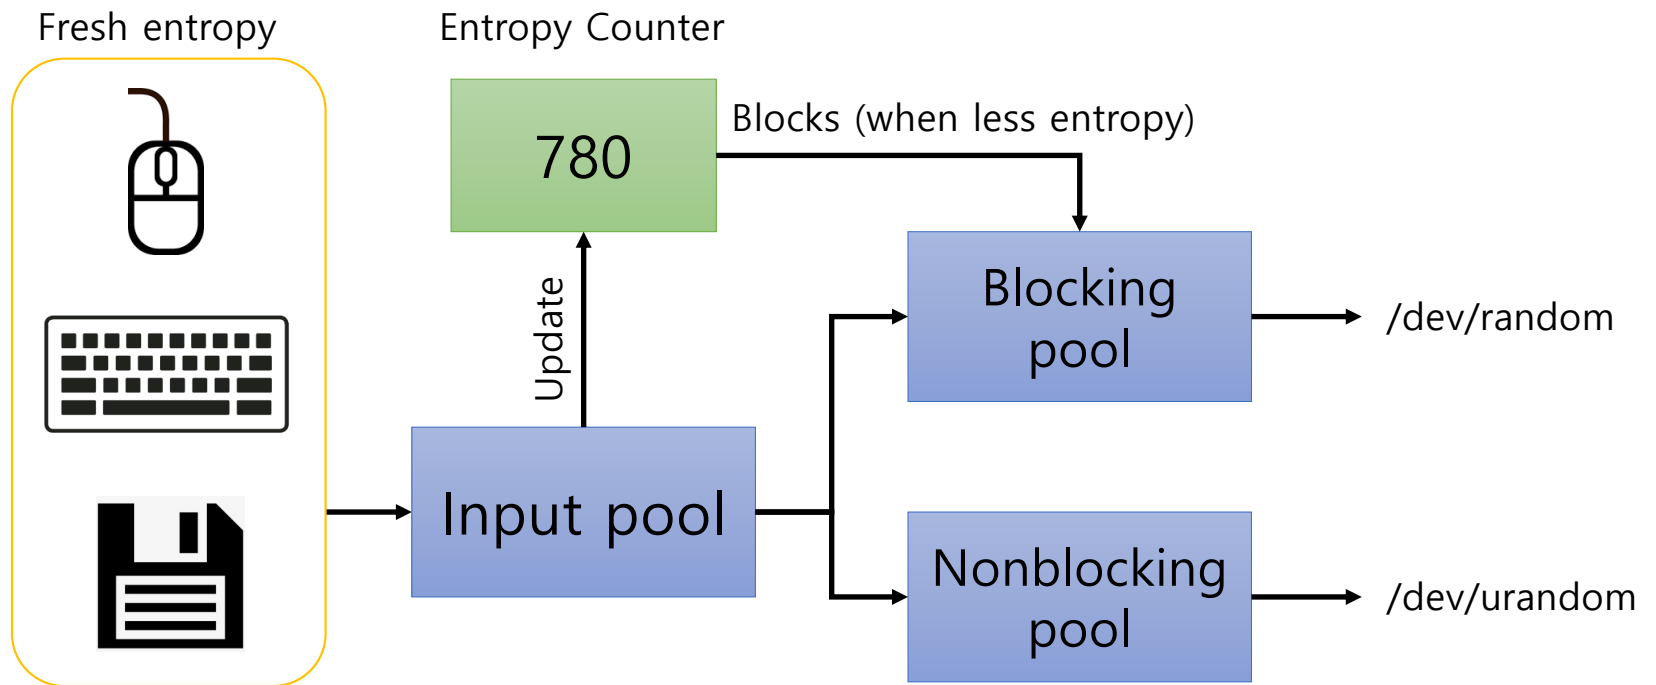 Fresh entropy
Entropy Counter
780
Blocks (when less entropy)
Update
Blocking
pool
/dev/random
Input pool
Nonblocking
pool
/dev/urandom